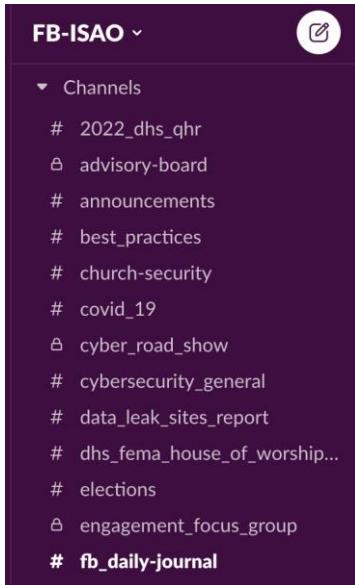 FB-ISAO
Channels
# 2022_dhs_qhr
advisory-board
# announcements
# best_practices
# church-security
# covid_19
cyber_road_show
# cybersecurity_general
# data_leak_sites_report
# dhs_fema_house_of_worship...
# elections
engagement_focus_group
# fb_daily-journal